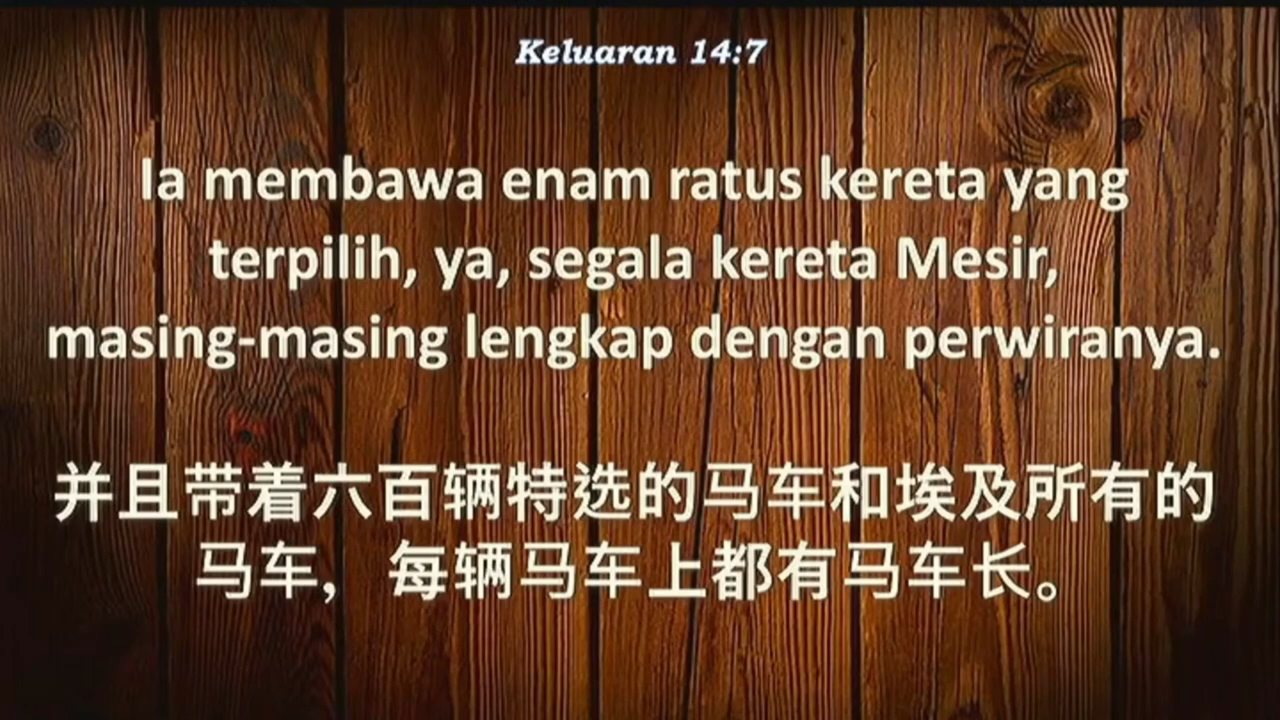 Keluaran 14:7
Ia membawa enam ratus kereta yang
terpilih, ya, segala kereta Mesir,
masing-masing lengkap dengan perwiranya.
并且带着六百辆特选的马车和埃及所有的
马车，每辆马车上都有马车长。